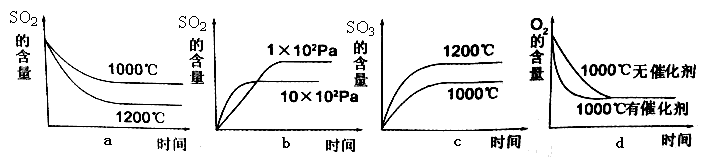 SO₂
的含量
1000℃
1200℃
a
时间
SO₂
的含量
1×10²Pa
10×10²Pa
b
时间
SO₃
的含量
1200℃
1000℃
c
时间
O₂
的含量
1000℃无催化剂
1000℃有催化剂
d
时间